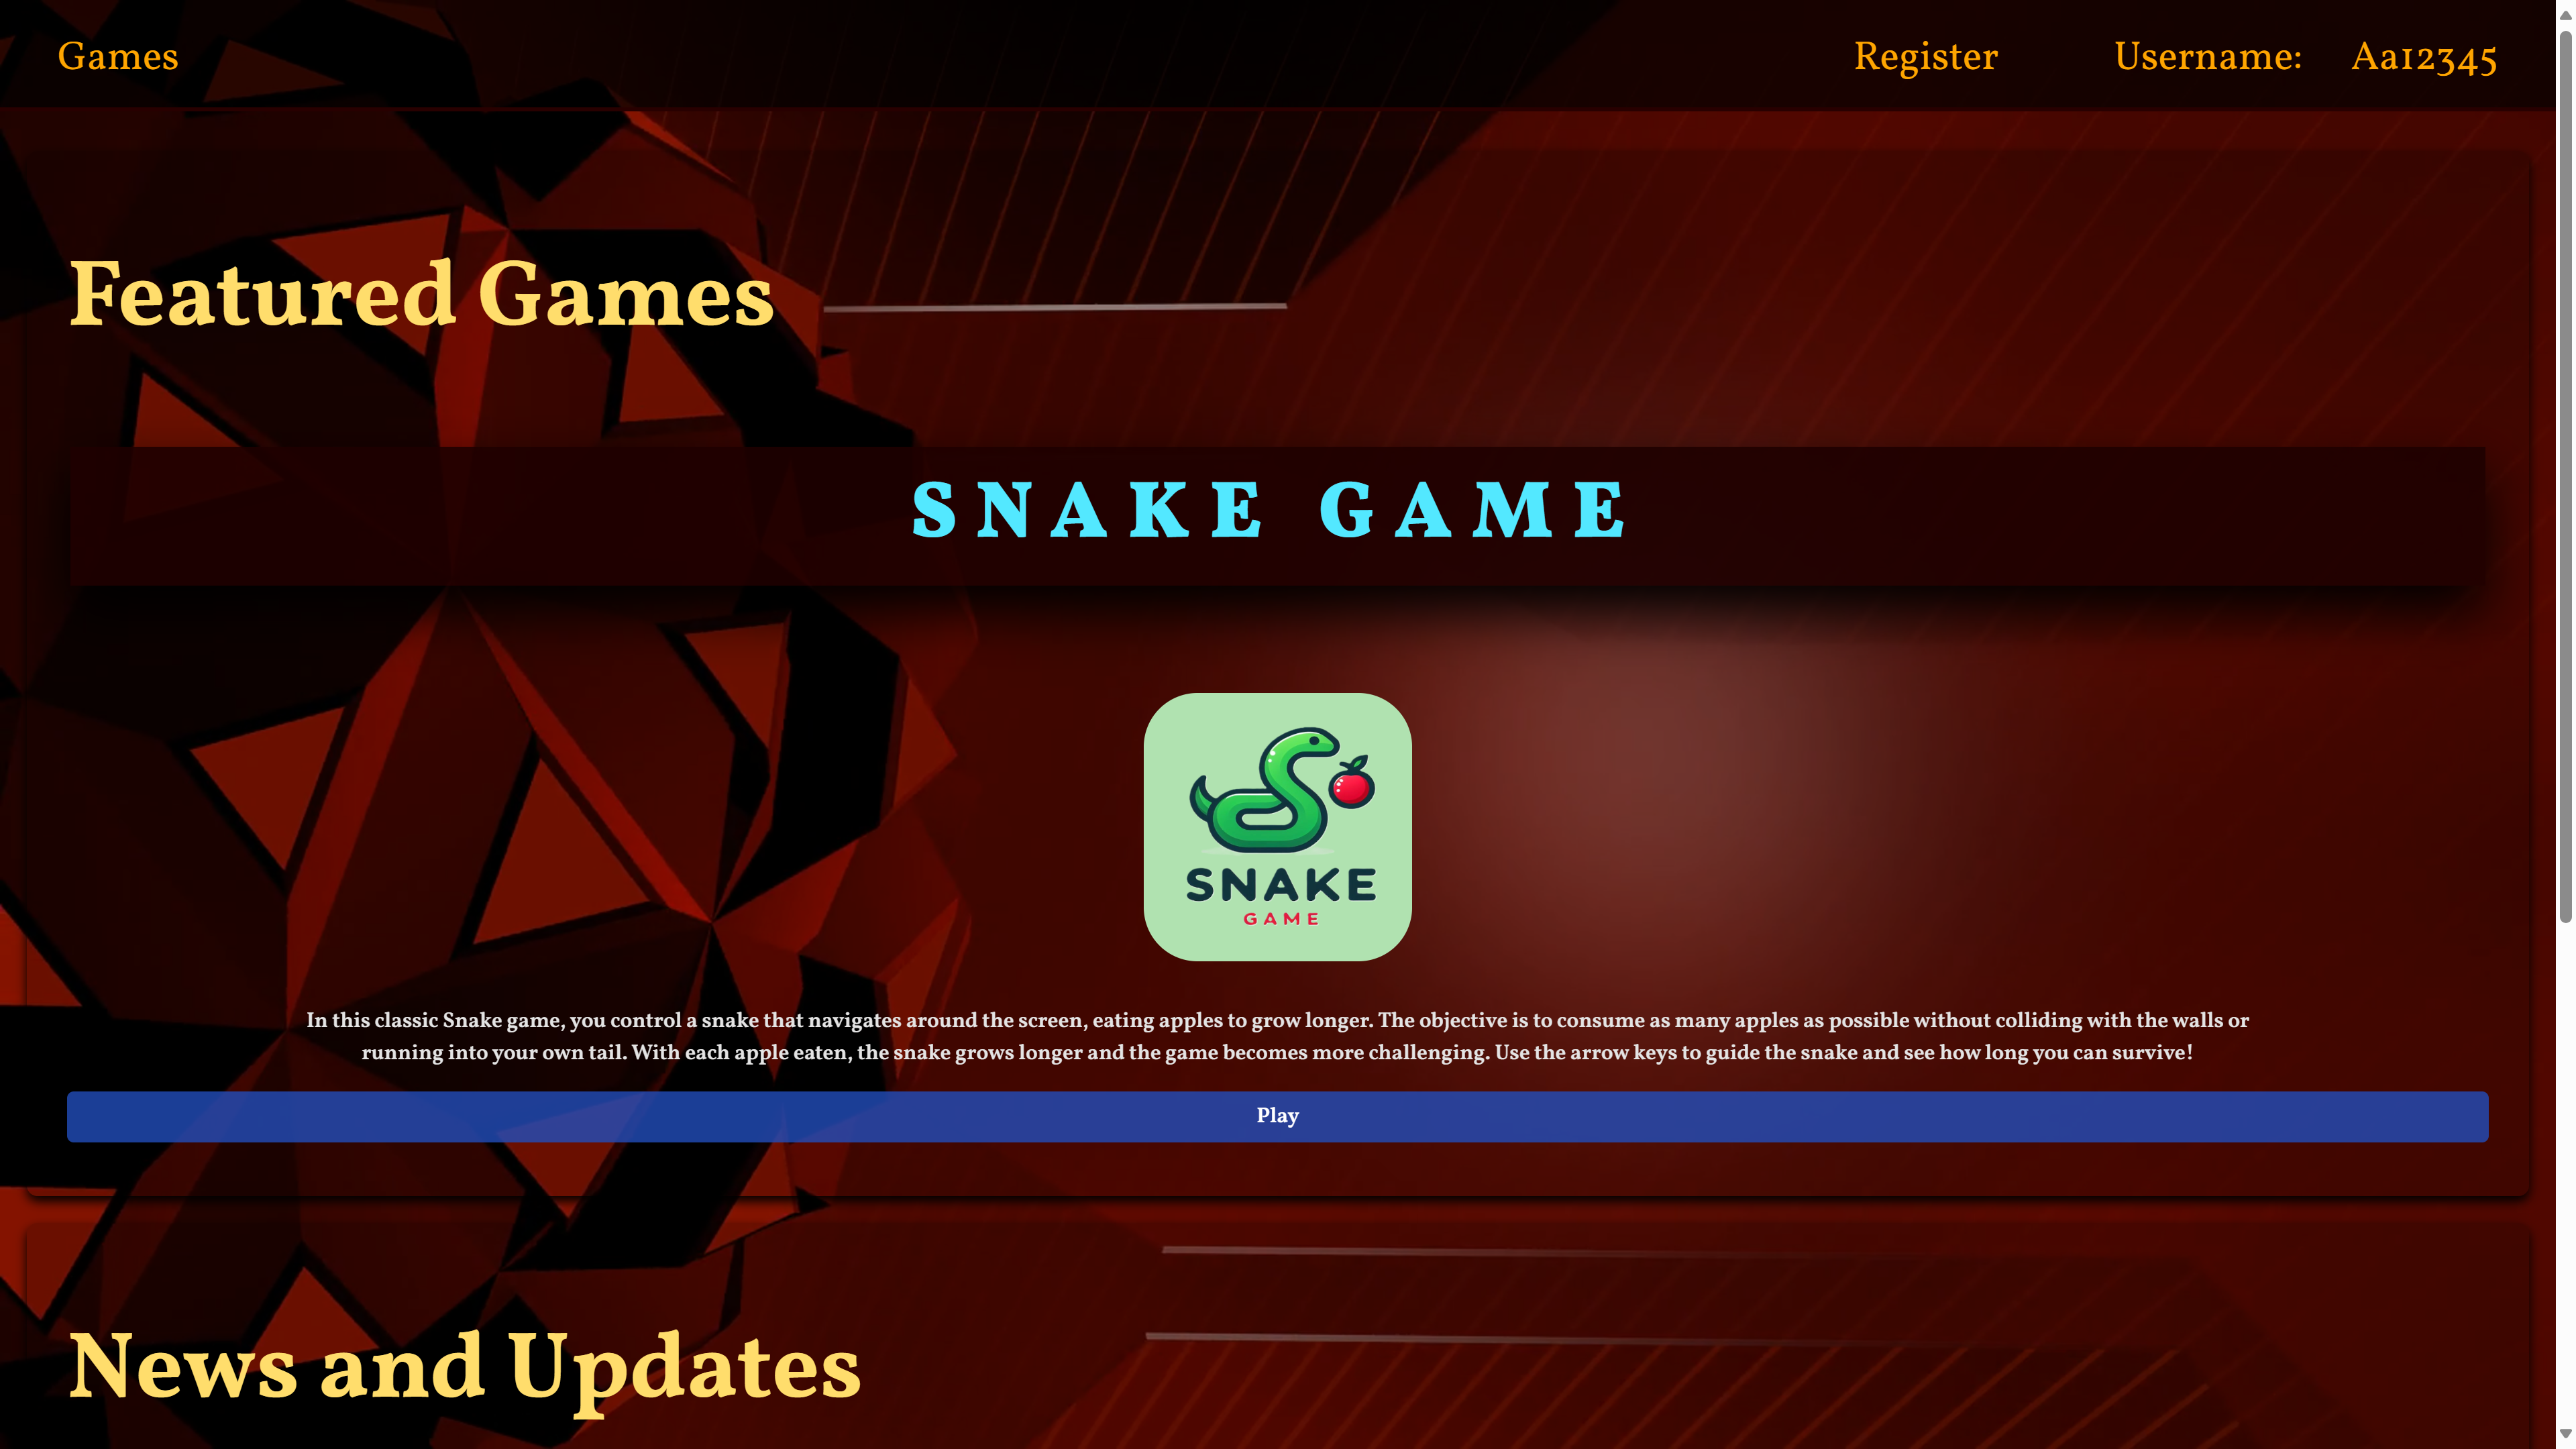 Games Register Username: Aa12345
Featured Games
SNAKE GAME
SNAKE
GAME
In this classic Snake game, you control a snake that navigates around the screen, eating apples to grow longer. The objective is to consume as many apples as possible without colliding with the walls or
running into your own tail. With each apple eaten, the snake grows longer and the game becomes more challenging. Use the arrow keys to guide the snake and see how long you can survive!
Play
News and Updates